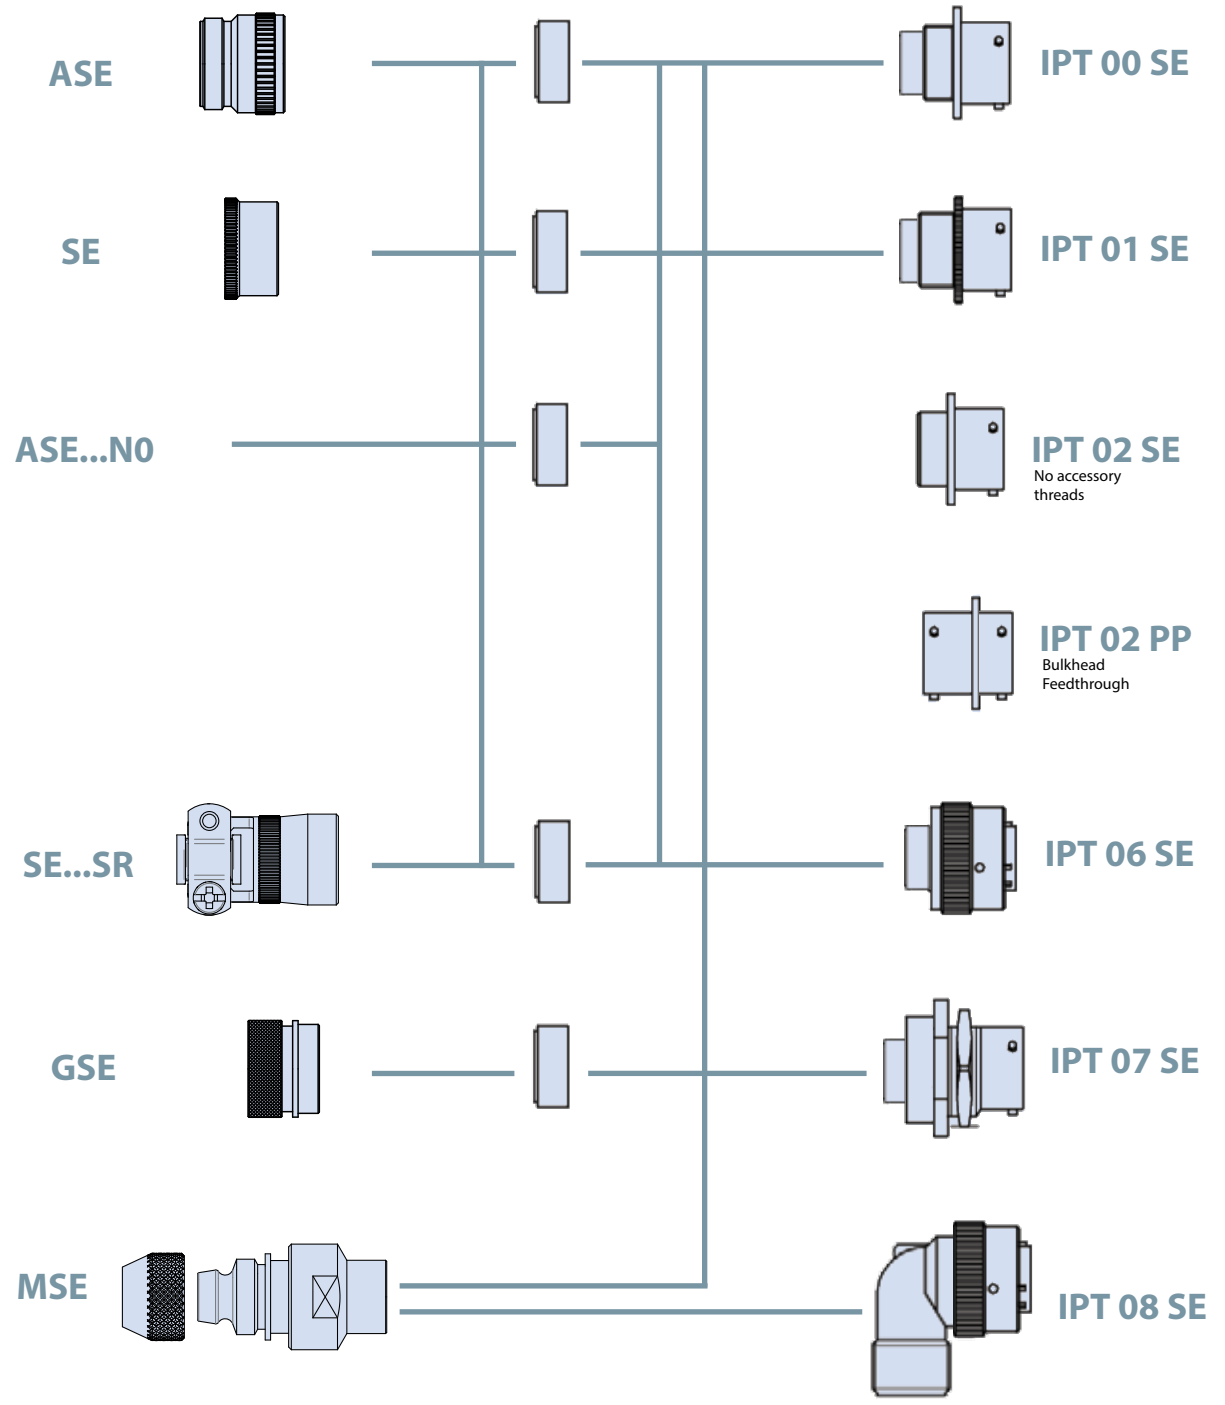 ASE
IPT 00 SE
SE
IPT 01 SE
ASE...N0
IPT 02 SE
No accessory
threads
IPT 02 PP
Bulkhead
Feedthrough
SE...SR
IPT 06 SE
GSE
IPT 07 SE
MSE
IPT 08 SE